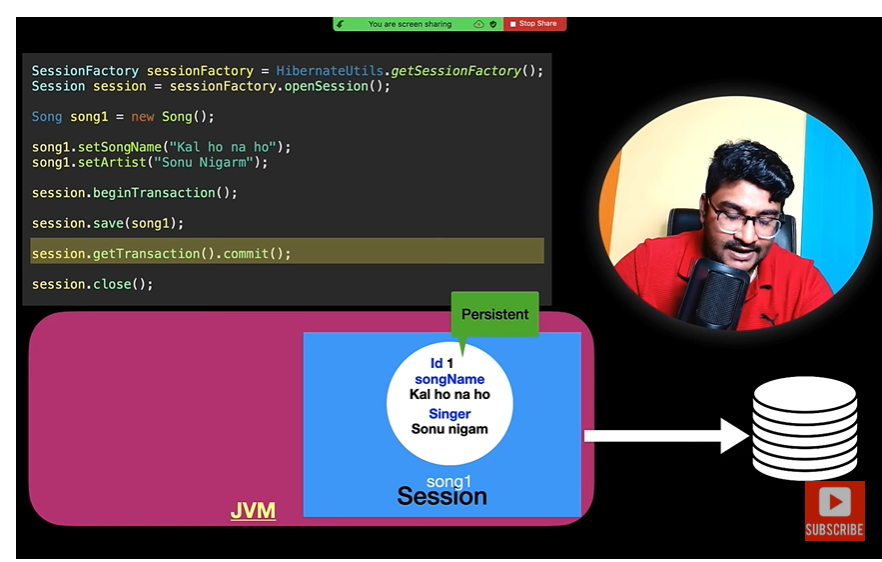 You are screen sharing
Stop Share
SessionFactory sessionFactory = HibernateUtils.getSessionFactory();
Session session = sessionFactory.openSession();
Song song1 = new Song();
song1.setSongName("Kal ho na ho");
song1.setArtist("Sonu Nigarm");
session.beginTransaction();
session.save(song1);
session.getTransaction().commit();
session.close();
Persistent
Id 1
songName
Kal ho na ho
Singer
Sonu nigam
song1
Session
JVM
SUBSCRIBE